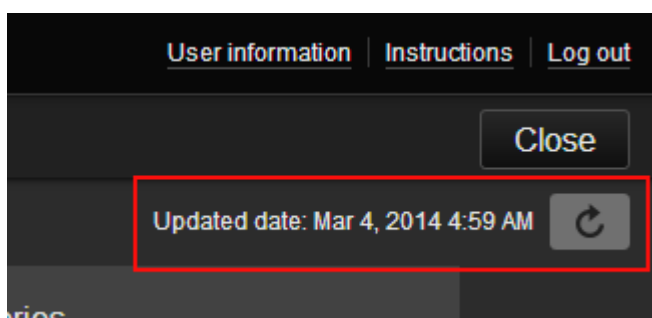 User information Instructions Log out
Close
Updated date: Mar 4, 2014 4:59 AM